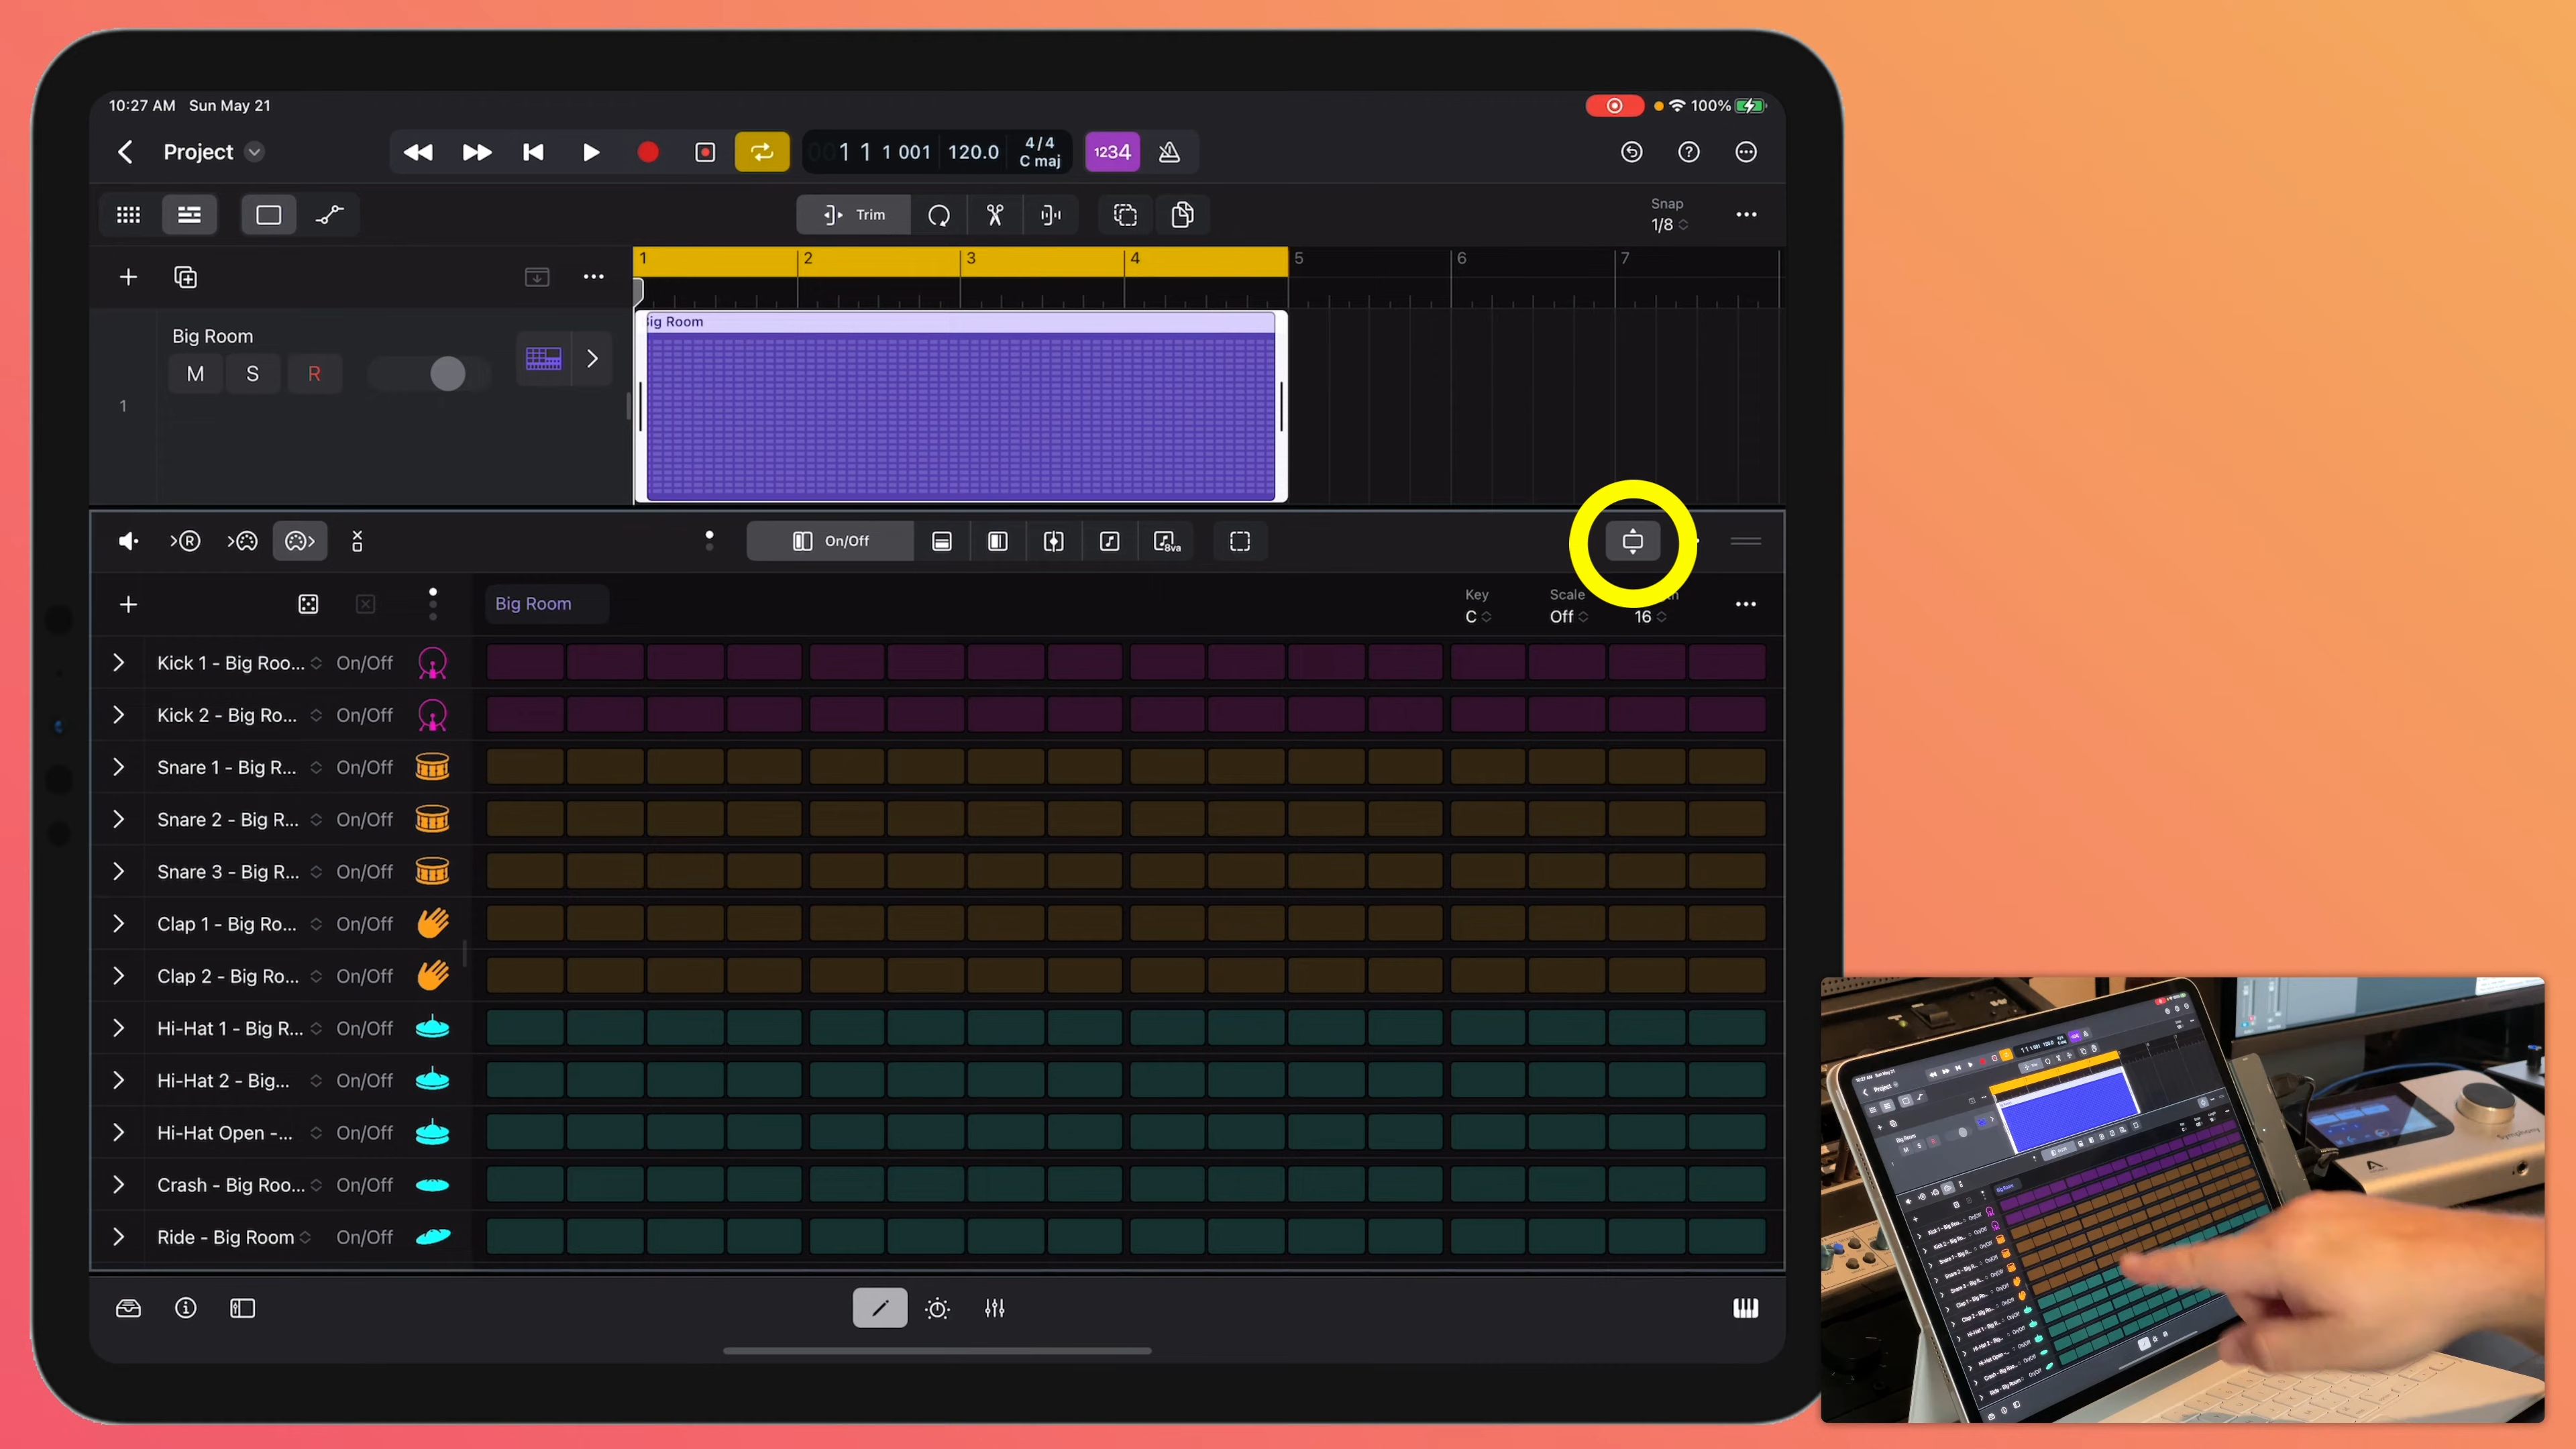 10:27 AM Sun May 21
100%
Project
001 1 1 001
120.0
4/4
C maj
1234
Trim
Snap
1/8
1 2 3 4 5 6 7
Big Room
M S R
ig Room
1
R
On/Off
8va
Big Room
Key
C
Scale
Off
16
Kick 1 - Big Roo... On/Off
Kick 2 - Big Ro... On/Off
Snare 1 - Big R... On/Off
Snare 2 - Big R... On/Off
Snare 3 - Big R... On/Off
Clap 1 - Big Ro... On/Off
Clap 2 - Big Ro... On/Off
Hi-Hat 1 - Big R... On/Off
Hi-Hat 2 - Big... On/Off
Hi-Hat Open -... On/Off
Crash - Big Roo... On/Off
Ride - Big Room On/Off